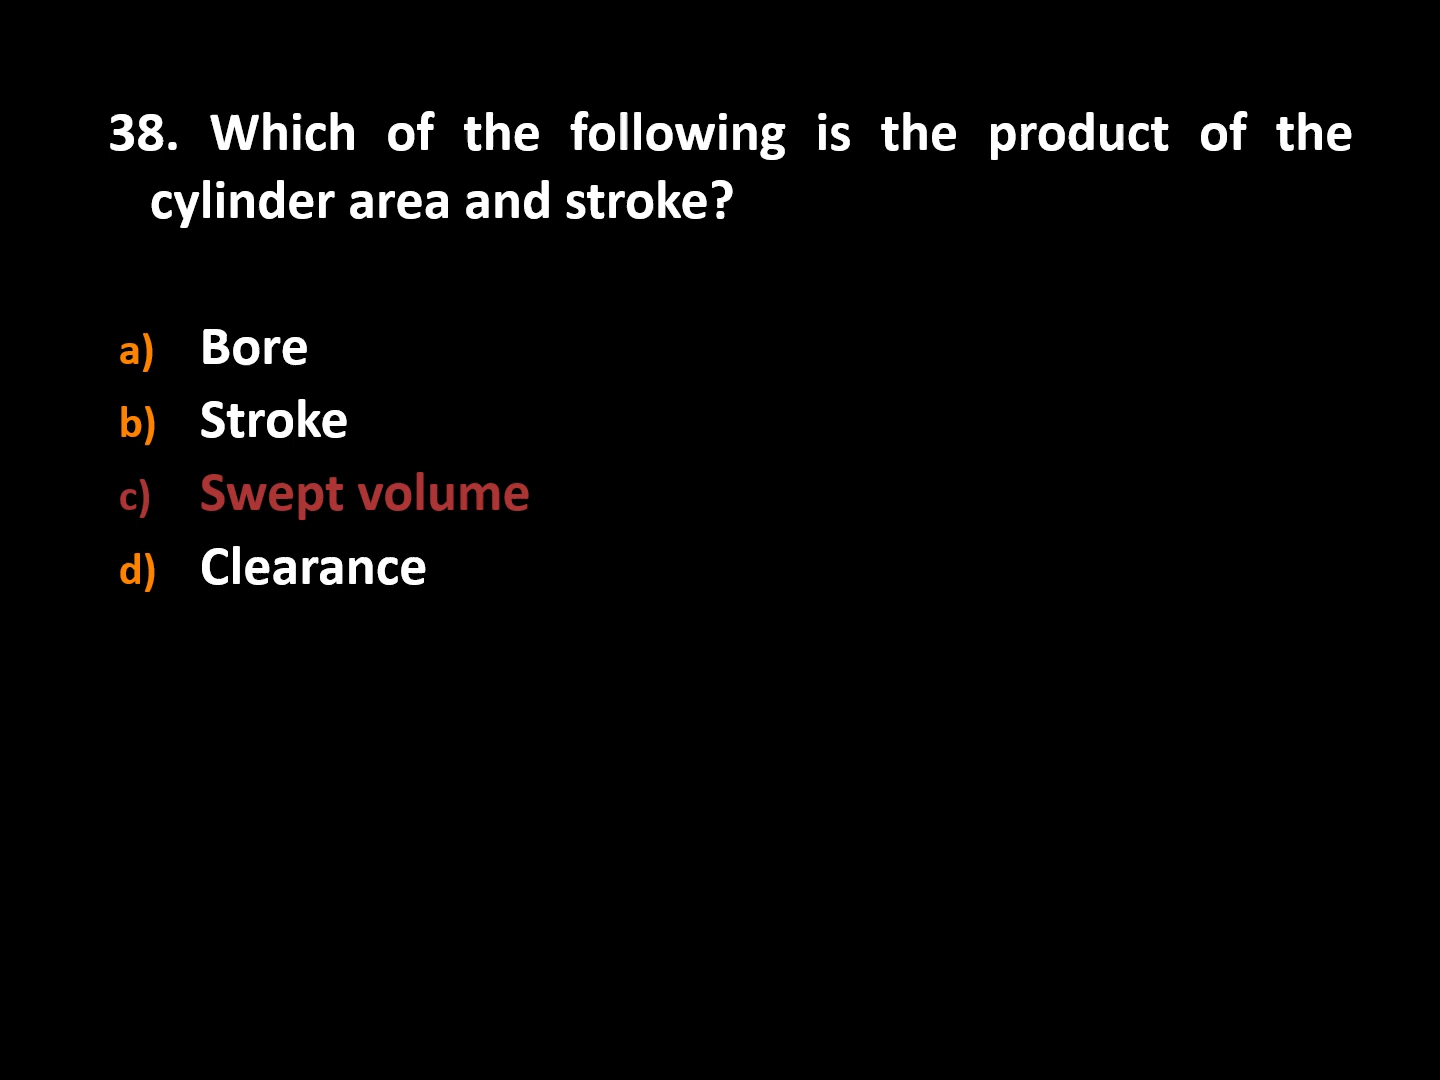 38. Which of the following is the product of the
cylinder area and stroke?
a) Bore
b) Stroke
c) Swept volume
d) Clearance